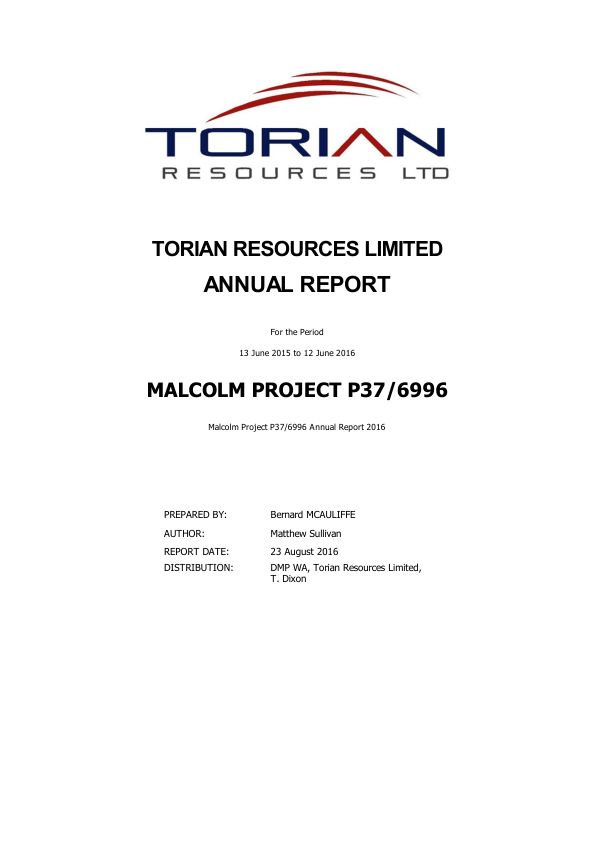 TORIAN
RESOURCES LTD
TORIAN RESOURCES LIMITED
ANNUAL REPORT
For the Period
13 June 2015 to 12 June 2016
MALCOLM PROJECT P37/6996
Malcolm Project P37/6996 Annual Report 2016
PREPARED BY: Bernard MCAULIFFE
AUTHOR: Matthew Sullivan
REPORT DATE: 23 August 2016
DISTRIBUTION: DMP WA, Torian Resources Limited,
T. Dixon